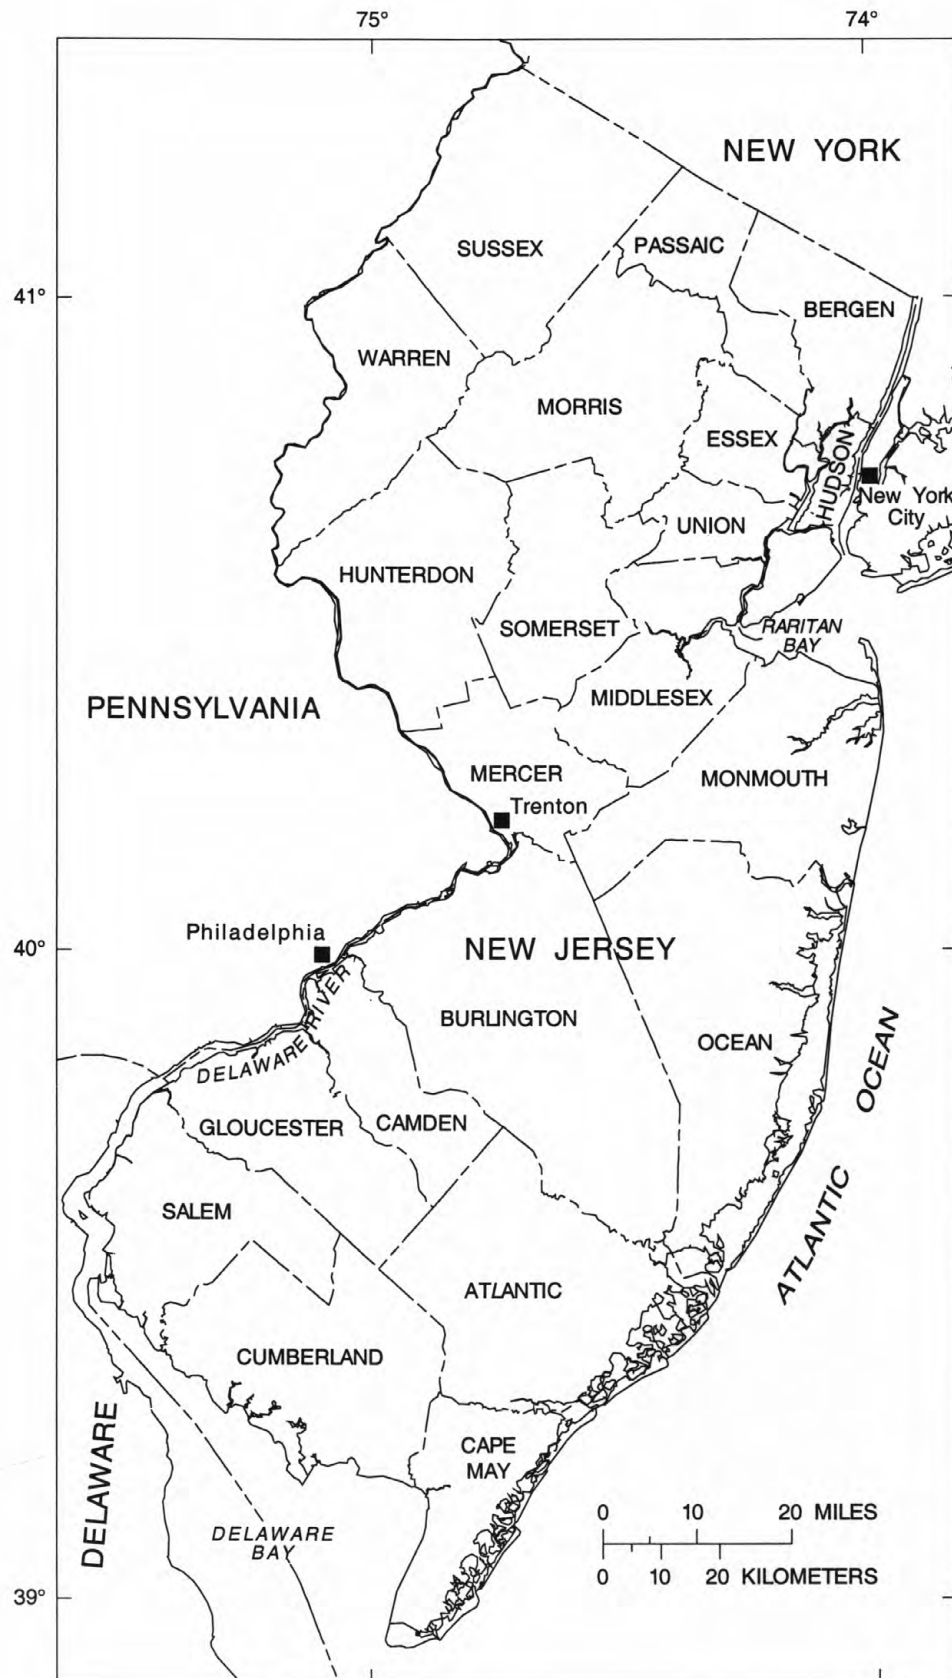 75°
74°
NEW YORK
SUSSEX
PASSAIC
41°
BERGEN
WARREN
MORRIS
ESSEX
HUDSON
New York
City
UNION
HUNTERDON
SOMERSET
RARITAN
BAY
MIDDLESEX
PENNSYLVANIA
MERCER
MONMOUTH
Trenton
Philadelphia
40°
NEW JERSEY
DELAWARE RIVER
BURLINGTON
OCEAN
ATLANTIC OCEAN
GLOUCESTER
CAMDEN
SALEM
ATLANTIC
CUMBERLAND
DELAWARE
CAPE
MAY
DELAWARE
BAY
0 10 20 MILES
0 10 20 KILOMETERS
39°